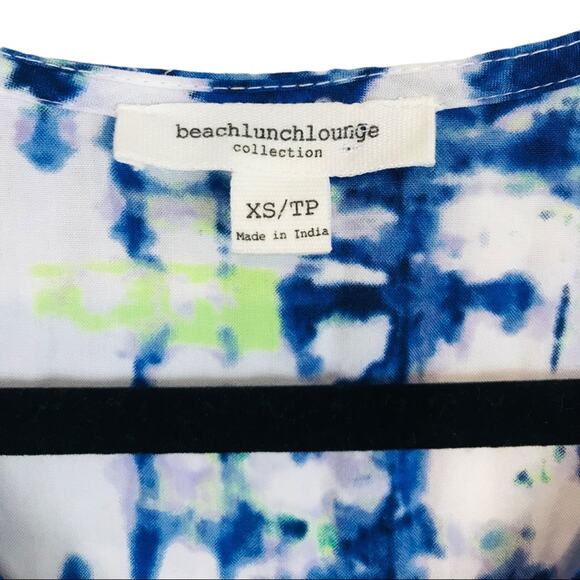 beachlunchlounge
collection
XS/TP
Made in India